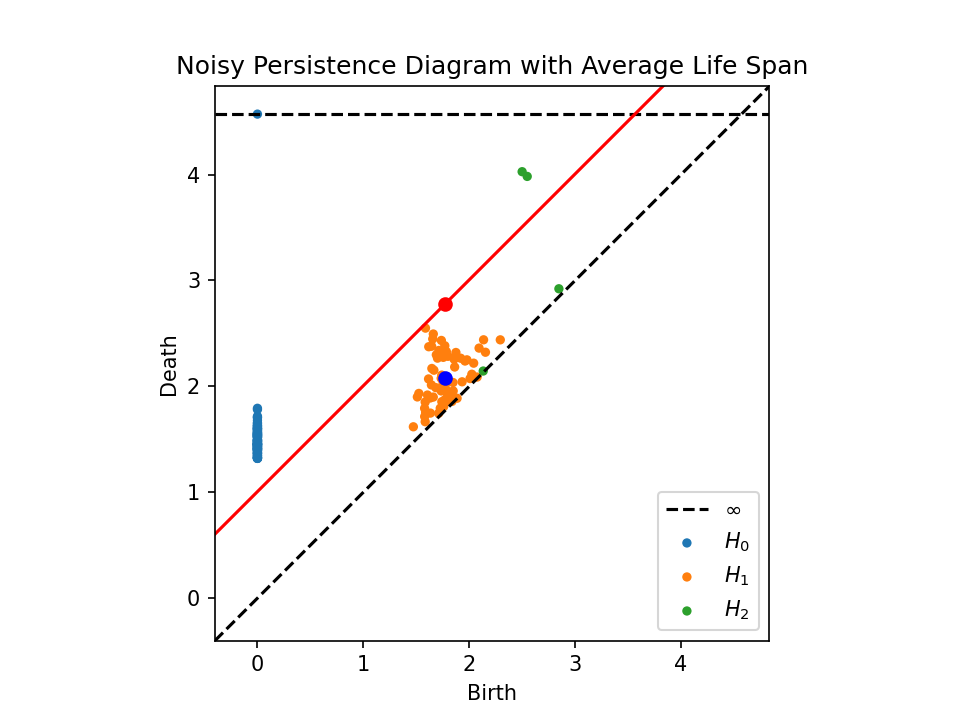 Noisy Persistence Diagram with Average Life Span
Death
4
3
2
1
0
0 1 2 3 4
Birth
∞
H₀
H₁
H₂